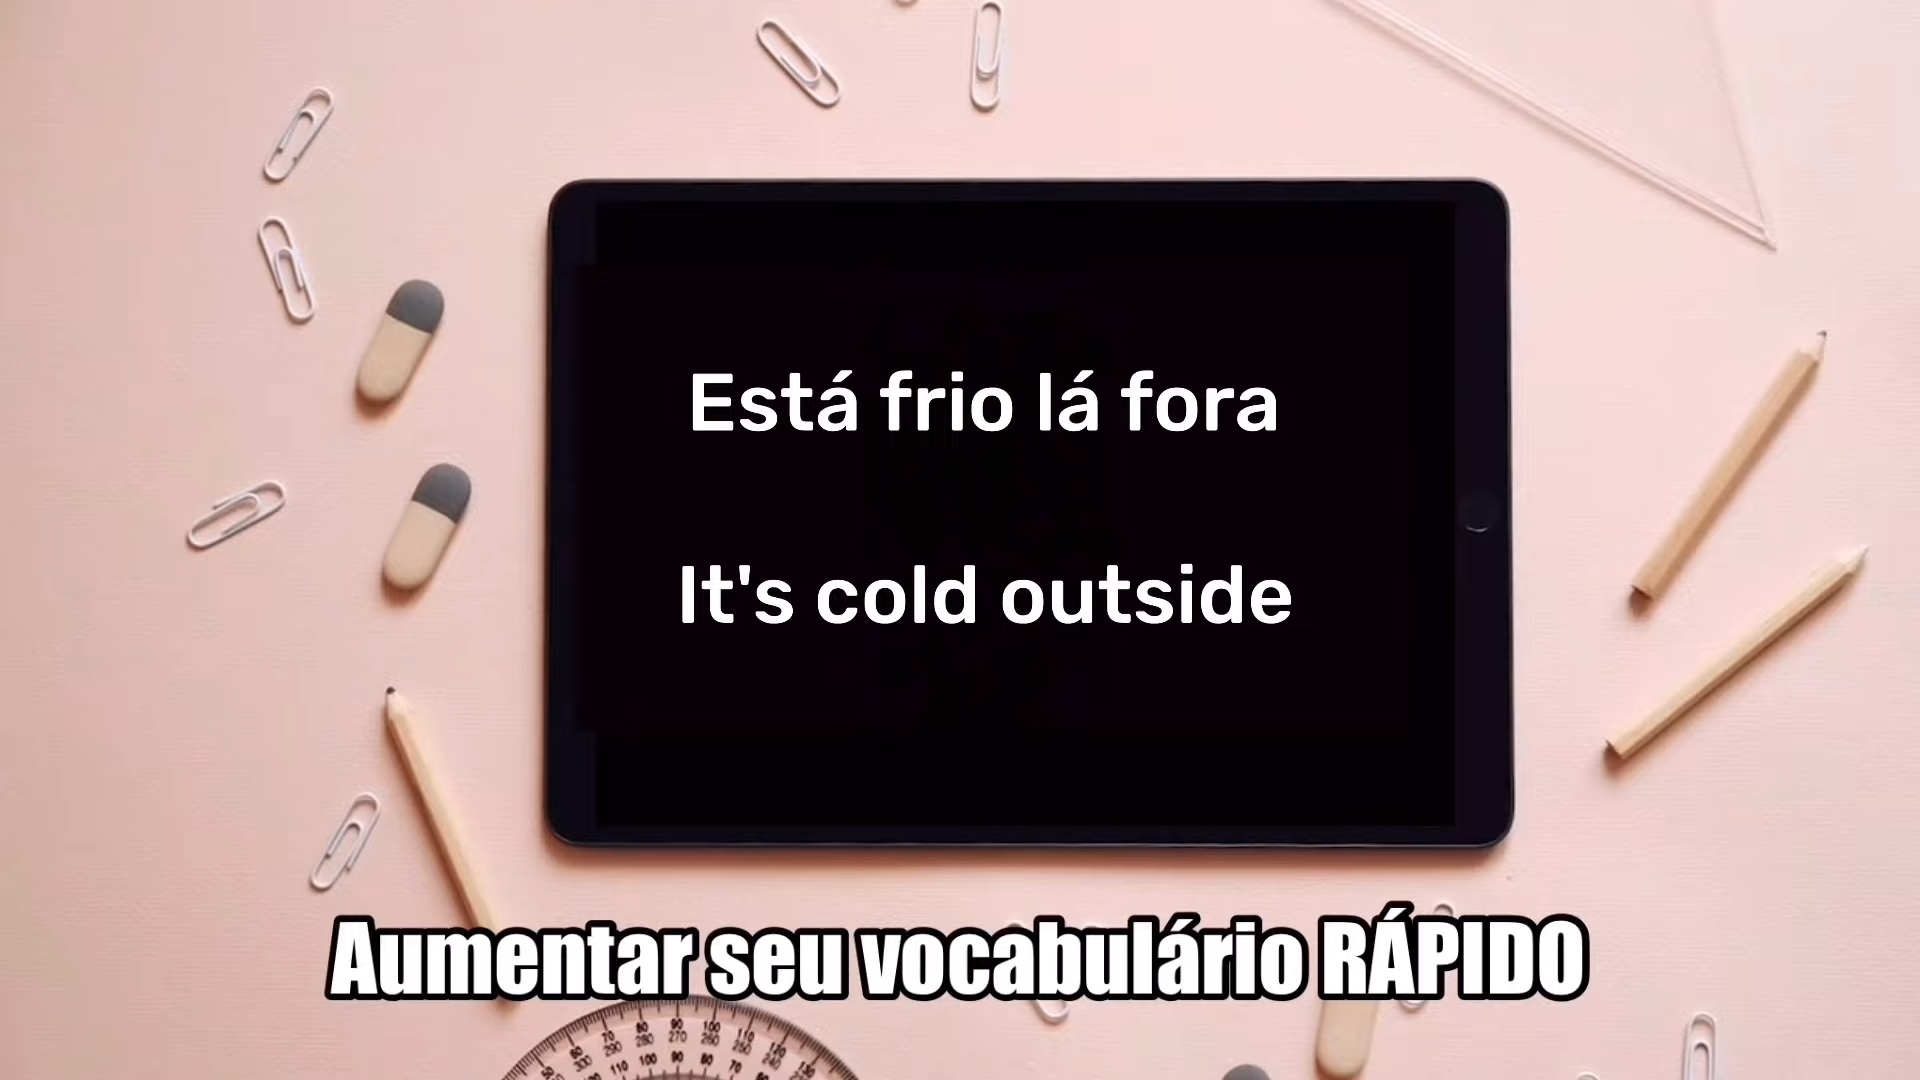 Está frio lá fora
It's cold outside
Aumentar seu vocabulário RÁPIDO